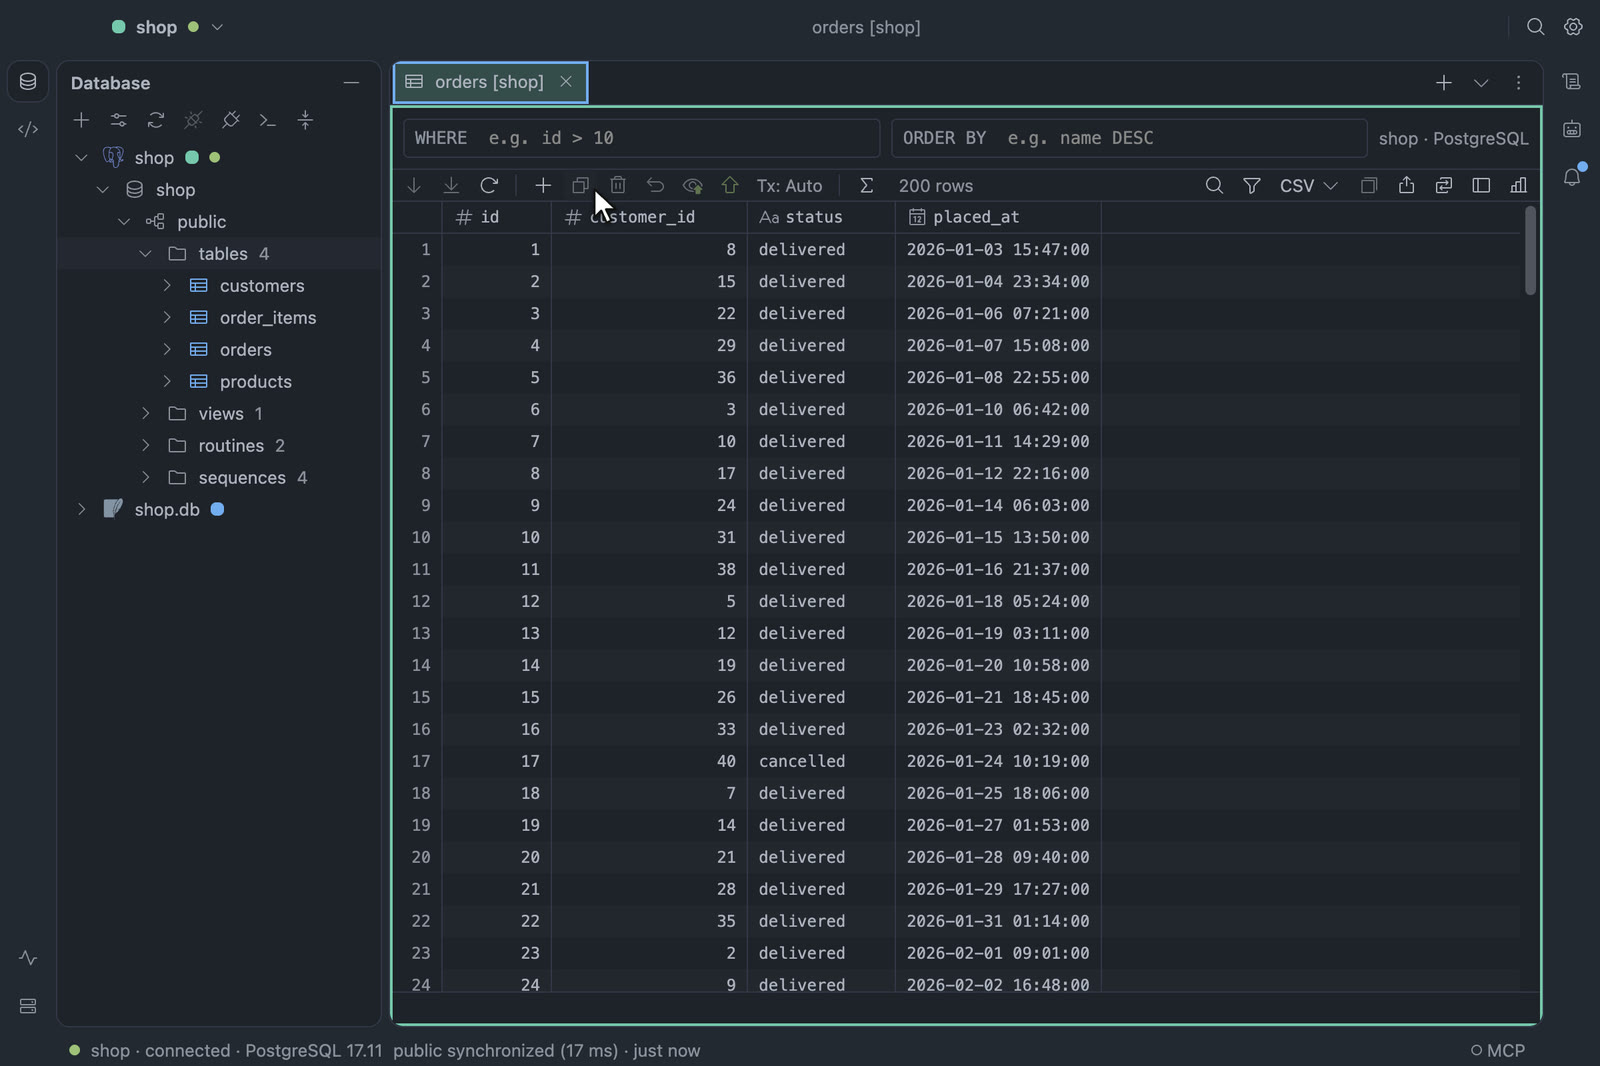 shop
orders [shop]
Database
orders [shop]
WHERE e.g. id > 10
ORDER BY e.g. name DESC
shop · PostgreSQL
Tx: Auto
200 rows
CSV
shop
shop
public
tables 4
customers
order_items
orders
products
views 1
routines 2
sequences 4
shop.db
id customer_id Aa status 12 placed_at
1 1 8 delivered 2026-01-03 15:47:00
2 2 15 delivered 2026-01-04 23:34:00
3 3 22 delivered 2026-01-06 07:21:00
4 4 29 delivered 2026-01-07 15:08:00
5 5 36 delivered 2026-01-08 22:55:00
6 6 3 delivered 2026-01-10 06:42:00
7 7 10 delivered 2026-01-11 14:29:00
8 8 17 delivered 2026-01-12 22:16:00
9 9 24 delivered 2026-01-14 06:03:00
10 10 31 delivered 2026-01-15 13:50:00
11 11 38 delivered 2026-01-16 21:37:00
12 12 5 delivered 2026-01-18 05:24:00
13 13 12 delivered 2026-01-19 03:11:00
14 14 19 delivered 2026-01-20 10:58:00
15 15 26 delivered 2026-01-21 18:45:00
16 16 33 delivered 2026-01-23 02:32:00
17 17 40 cancelled 2026-01-24 10:19:00
18 18 7 delivered 2026-01-25 18:06:00
19 19 14 delivered 2026-01-27 01:53:00
20 20 21 delivered 2026-01-28 09:40:00
21 21 28 delivered 2026-01-29 17:27:00
22 22 35 delivered 2026-01-31 01:14:00
23 23 2 delivered 2026-02-01 09:01:00
24 24 9 delivered 2026-02-02 16:48:00
shop · connected · PostgreSQL 17.11 public synchronized (17 ms) · just now
MCP